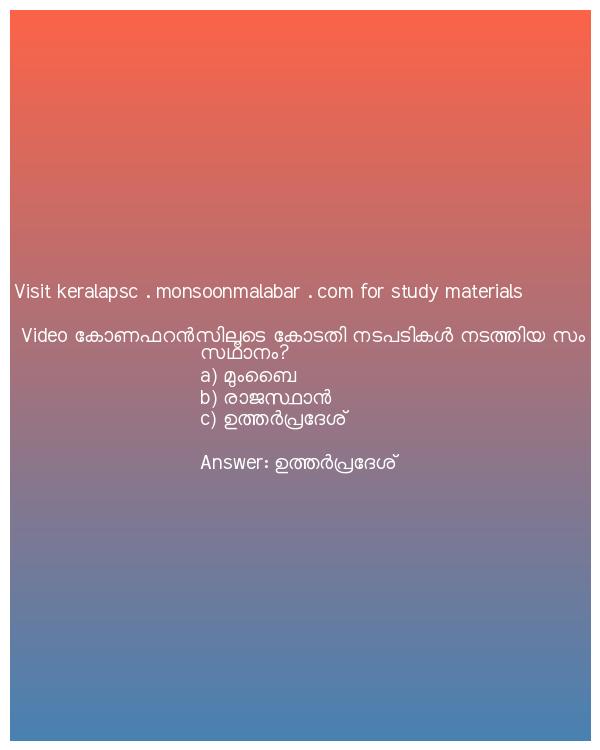 Visit keralapsc . monsoonmalabar . com for study materials
Video കോണഫറൻസിലൂടെ കോടതി നടപടികൾ നടത്തിയ സം
സഥാനം?
a) മുംബൈ
b) രാജസ്ഥാൻ
c) ഉത്തർപ്രദേശ്
Answer: ഉത്തർപ്രദേശ്